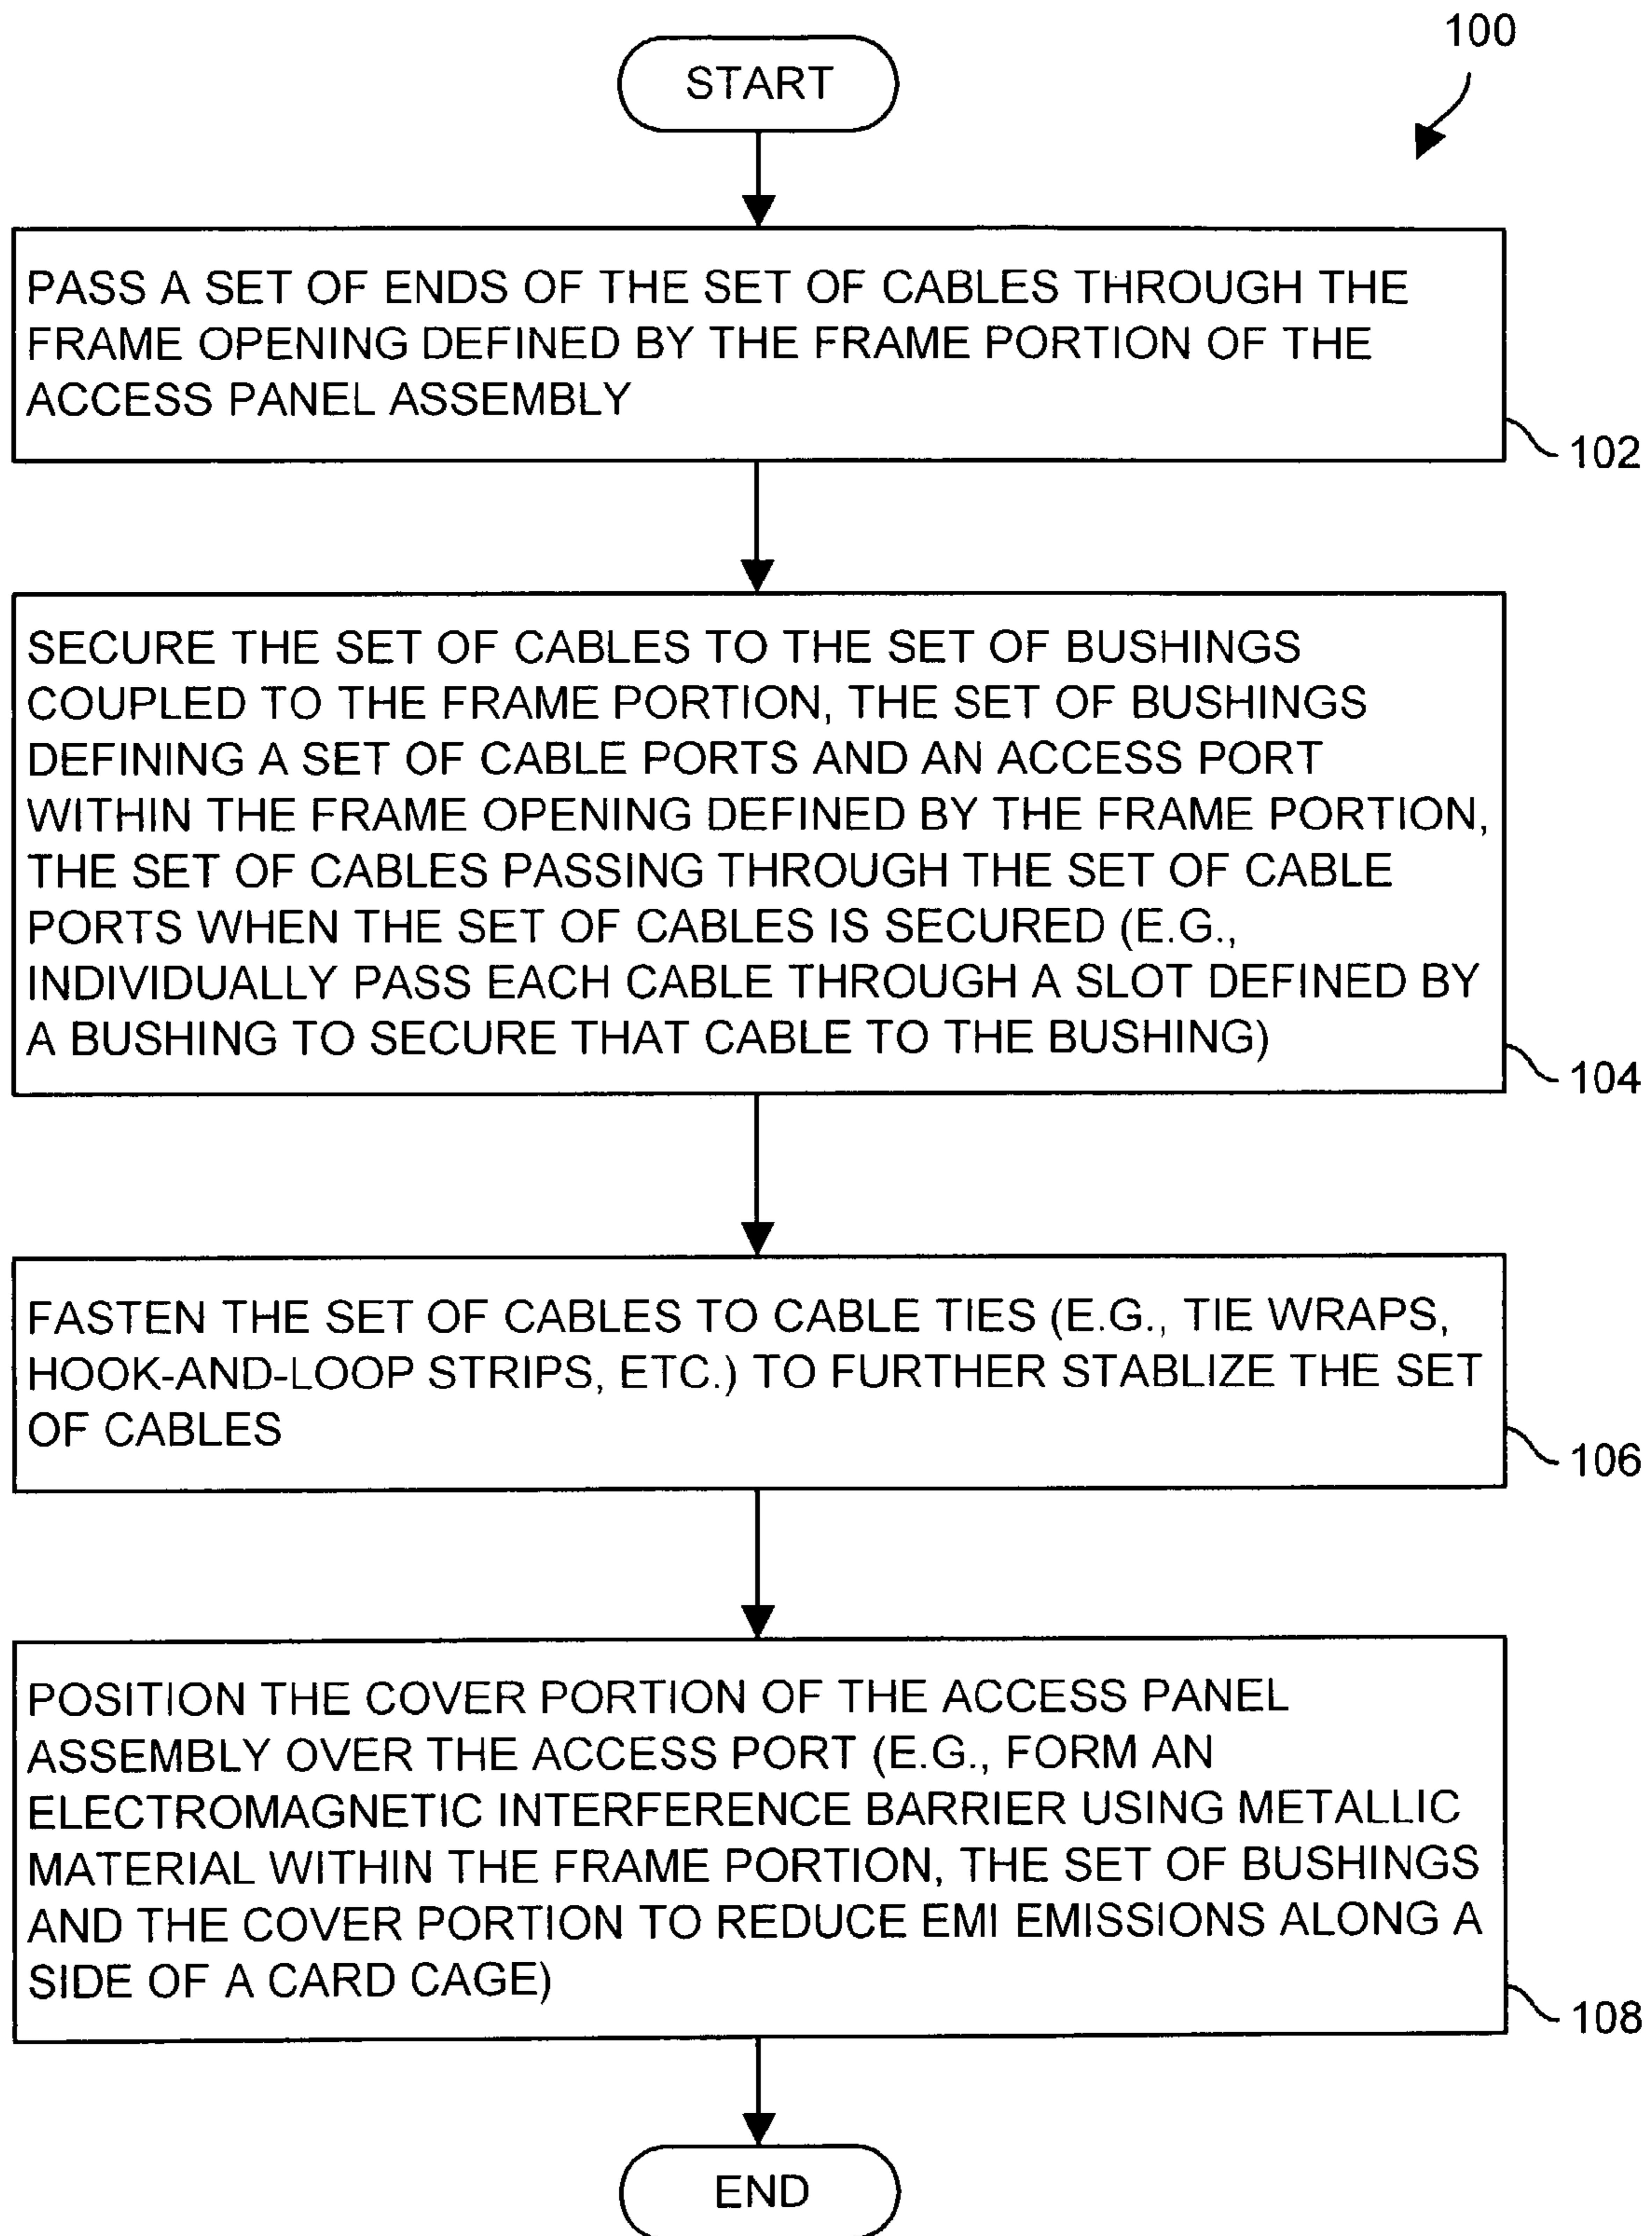 100
START
PASS A SET OF ENDS OF THE SET OF CABLES THROUGH THE
FRAME OPENING DEFINED BY THE FRAME PORTION OF THE
ACCESS PANEL ASSEMBLY
102
SECURE THE SET OF CABLES TO THE SET OF BUSHINGS
COUPLED TO THE FRAME PORTION, THE SET OF BUSHINGS
DEFINING A SET OF CABLE PORTS AND AN ACCESS PORT
WITHIN THE FRAME OPENING DEFINED BY THE FRAME PORTION,
THE SET OF CABLES PASSING THROUGH THE SET OF CABLE
PORTS WHEN THE SET OF CABLES IS SECURED (E.G.,
INDIVIDUALLY PASS EACH CABLE THROUGH A SLOT DEFINED BY
A BUSHING TO SECURE THAT CABLE TO THE BUSHING)
104
FASTEN THE SET OF CABLES TO CABLE TIES (E.G., TIE WRAPS,
HOOK-AND-LOOP STRIPS, ETC.) TO FURTHER STABLIZE THE SET
OF CABLES
106
POSITION THE COVER PORTION OF THE ACCESS PANEL
ASSEMBLY OVER THE ACCESS PORT (E.G., FORM AN
ELECTROMAGNETIC INTERFERENCE BARRIER USING METALLIC
MATERIAL WITHIN THE FRAME PORTION, THE SET OF BUSHINGS
AND THE COVER PORTION TO REDUCE EMI EMISSIONS ALONG A
SIDE OF A CARD CAGE)
108
END